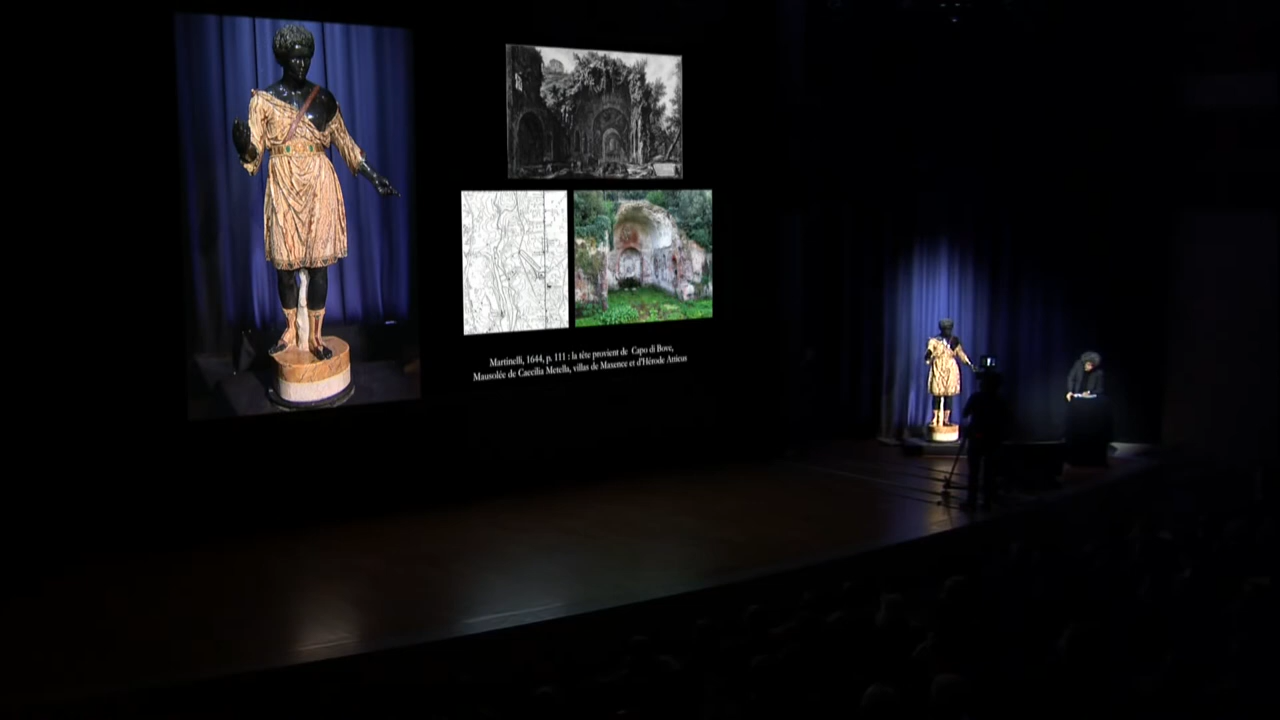 Martinelli, 1644, p. 111 : la tête provient de Capo di Bove,
Mausolée de Caecilia Metella, villas de Maxence et d'Hérode Atticus